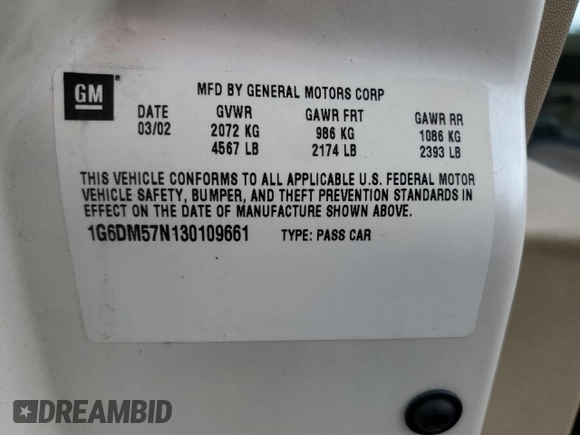 GM
MFD BY GENERAL MOTORS CORP
DATE GVWR GAWR FRT GAWR RR
03/02 2072 KG 986 KG 1086 KG
4567 LB 2174 LB 2393 LB
THIS VEHICLE CONFORMS TO ALL APPLICABLE U.S. FEDERAL MOTOR
VEHICLE SAFETY, BUMPER, AND THEFT PREVENTION STANDARDS IN
EFFECT ON THE DATE OF MANUFACTURE SHOWN ABOVE.
1G6DM57N130109661 TYPE: PASS CAR
DREAMBID